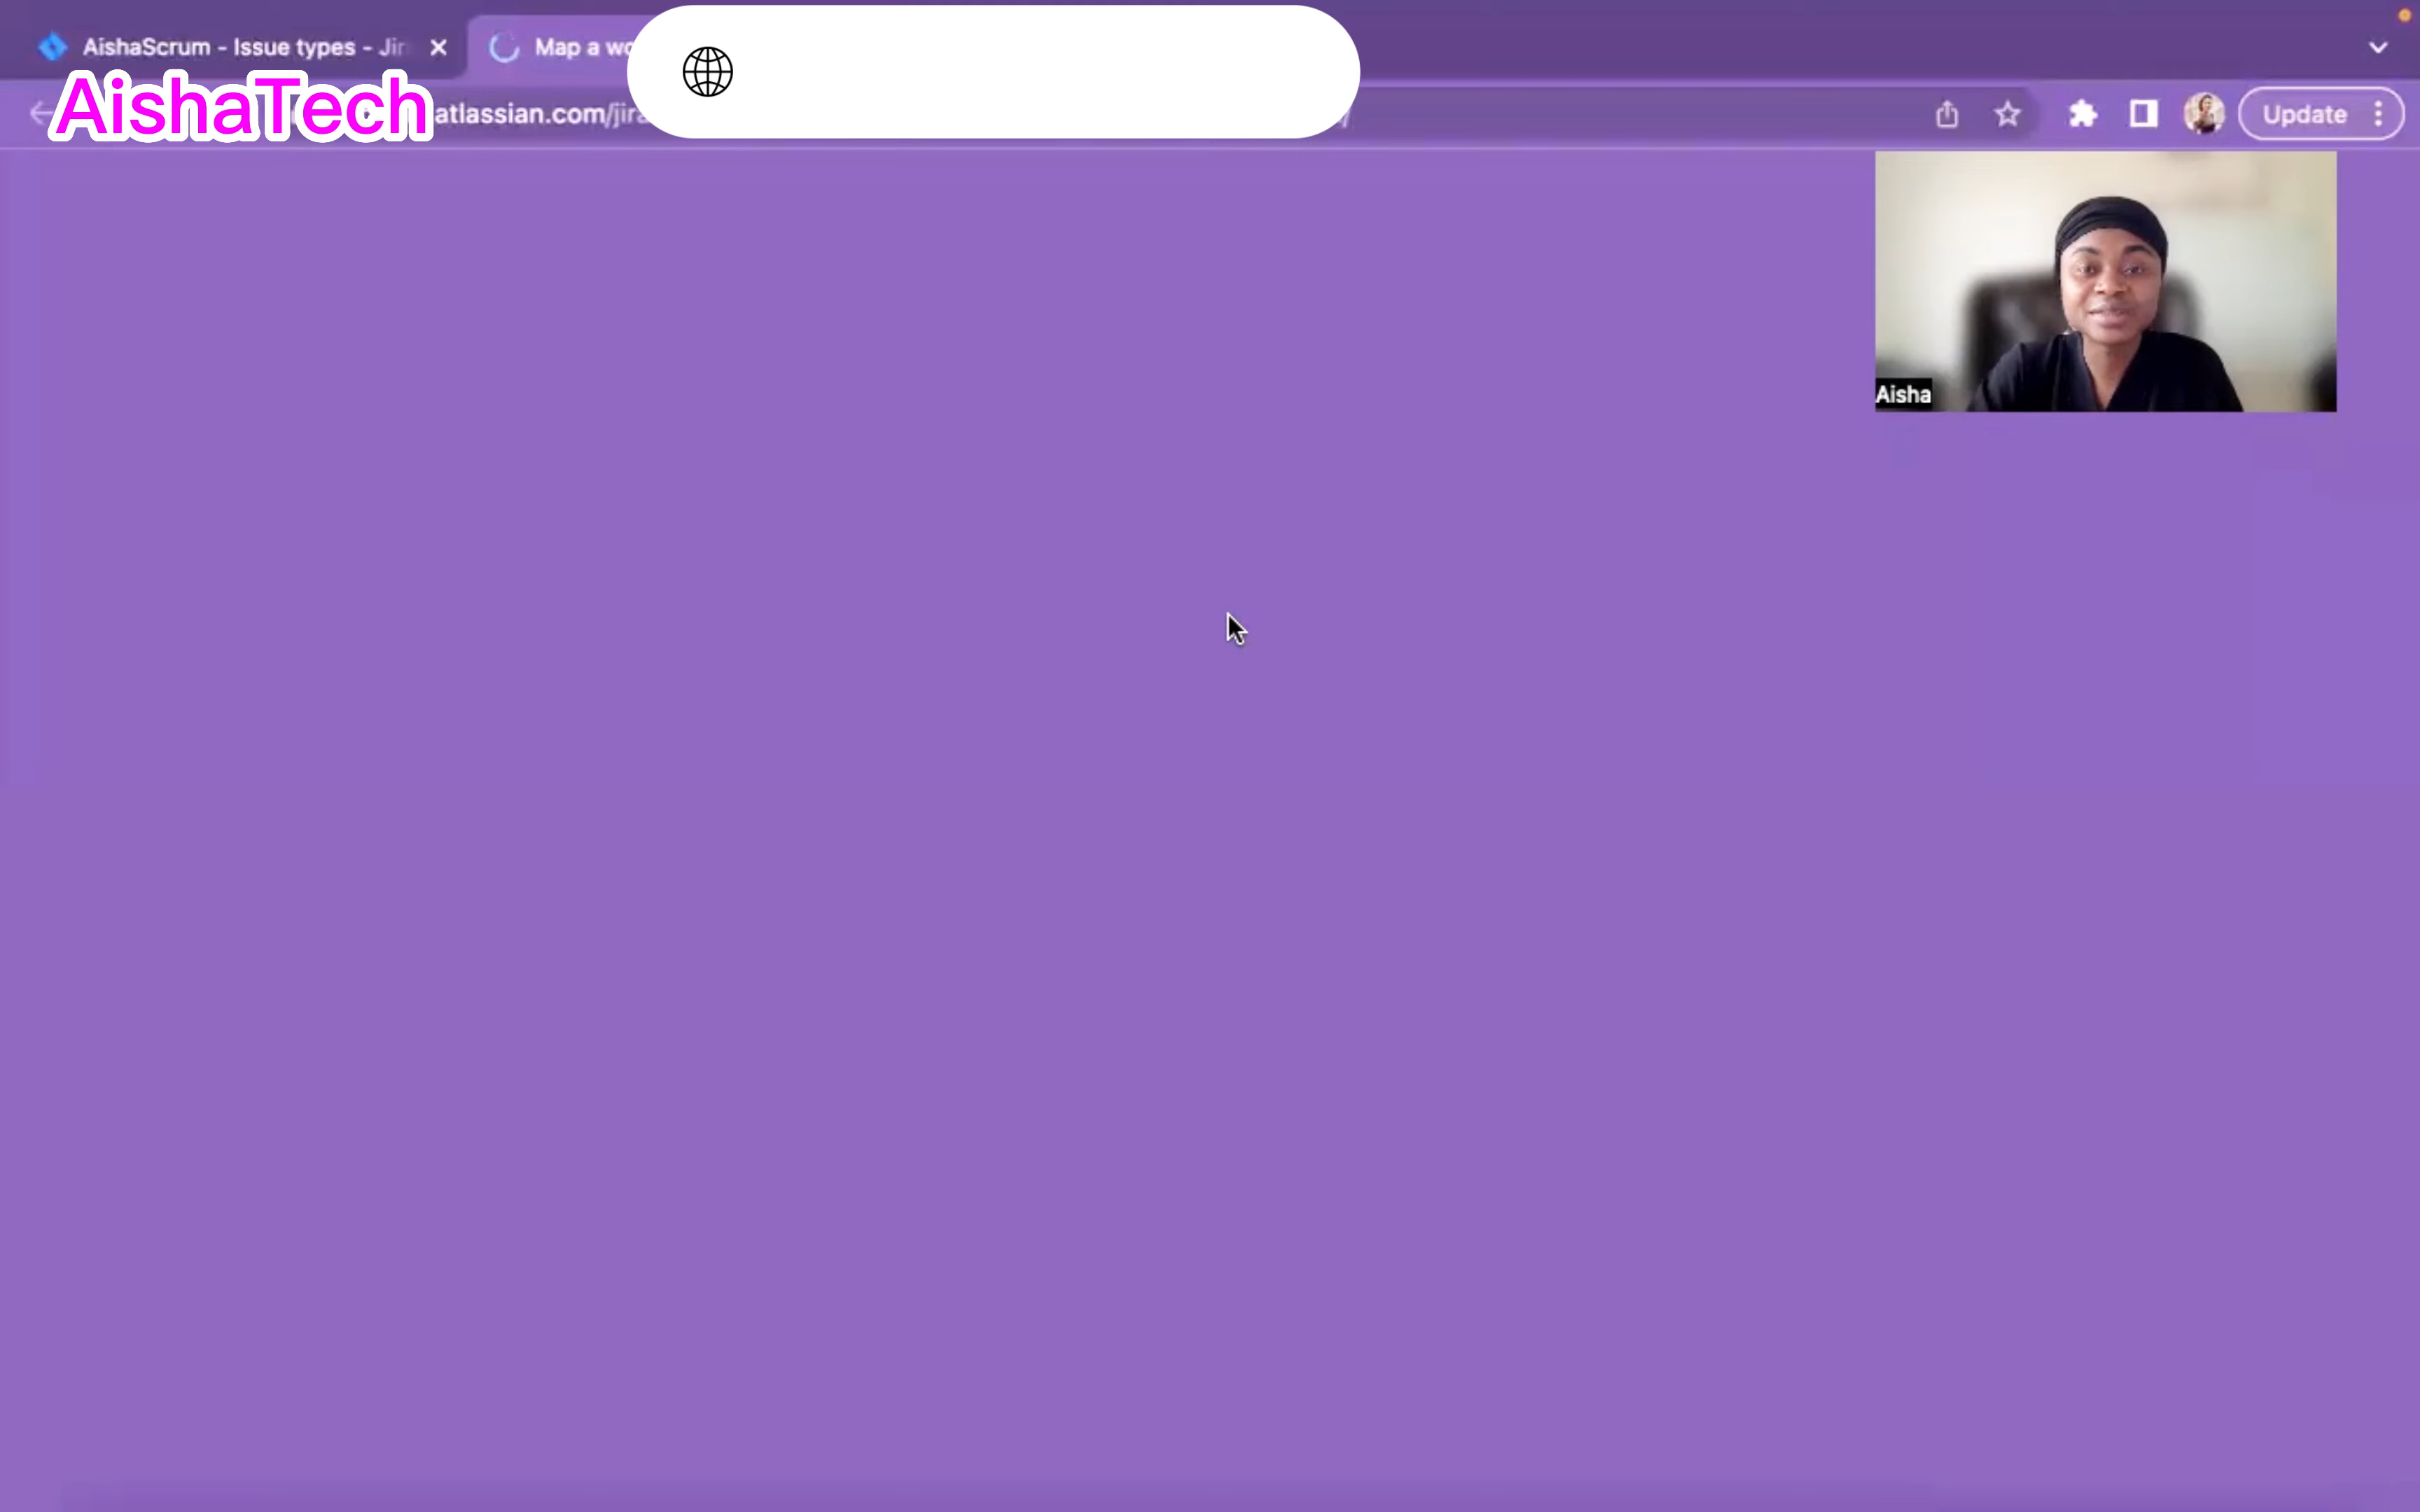 AishaScrum - Issue types - Jir
Map a wo
AishaTech
atlassian.com/jira
Update
Aisha